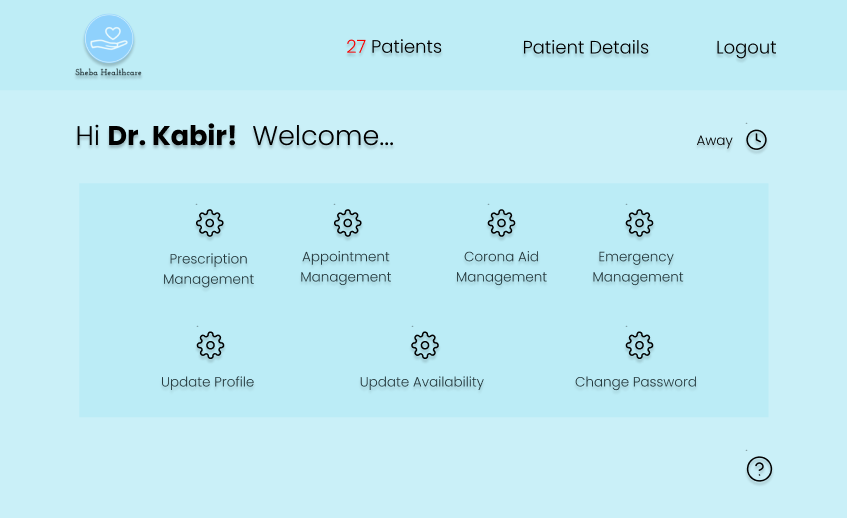 Sheba Healthcare
27 Patients
Patient Details
Logout
Hi Dr. Kabir! Welcome...
Away
Prescription
Management
Appointment
Management
Corona Aid
Management
Emergency
Management
Update Profile
Update Availability
Change Password
?